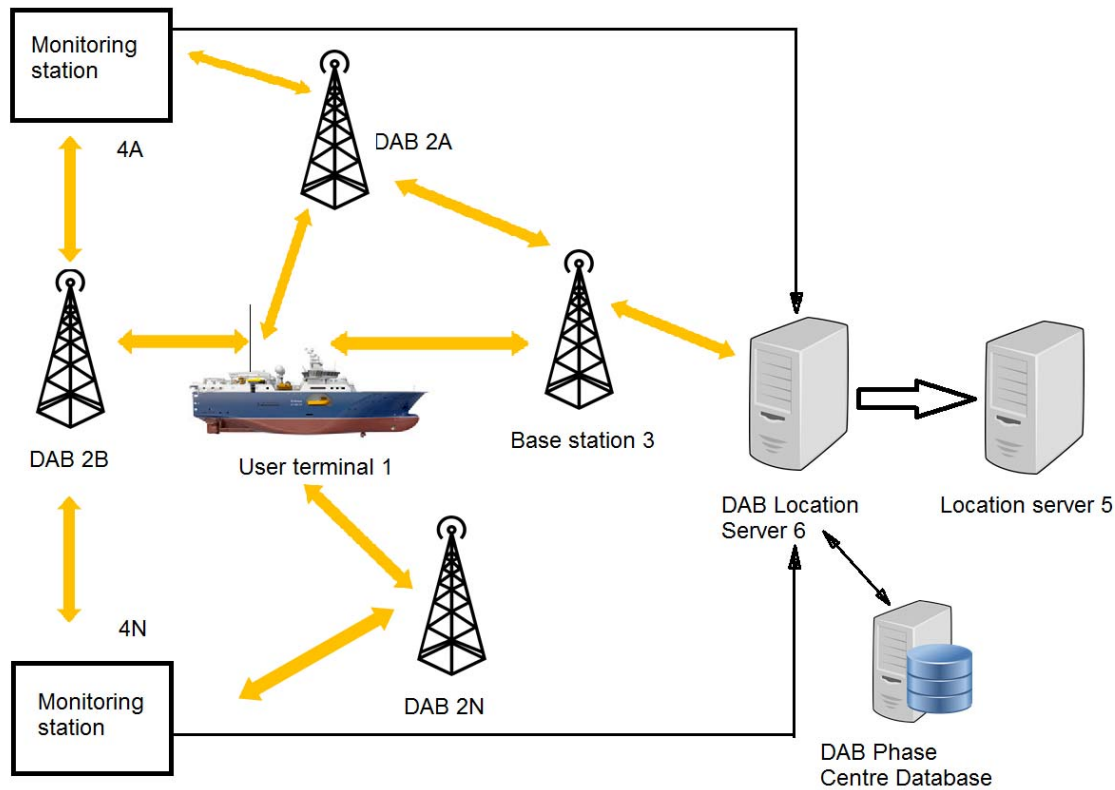 Monitoring
station
4A
DAB 2A
DAB 2B
User terminal 1
Base station 3
DAB Location
Server 6
Location server 5
4N
Monitoring
station
DAB 2N
DAB Phase
Centre Database